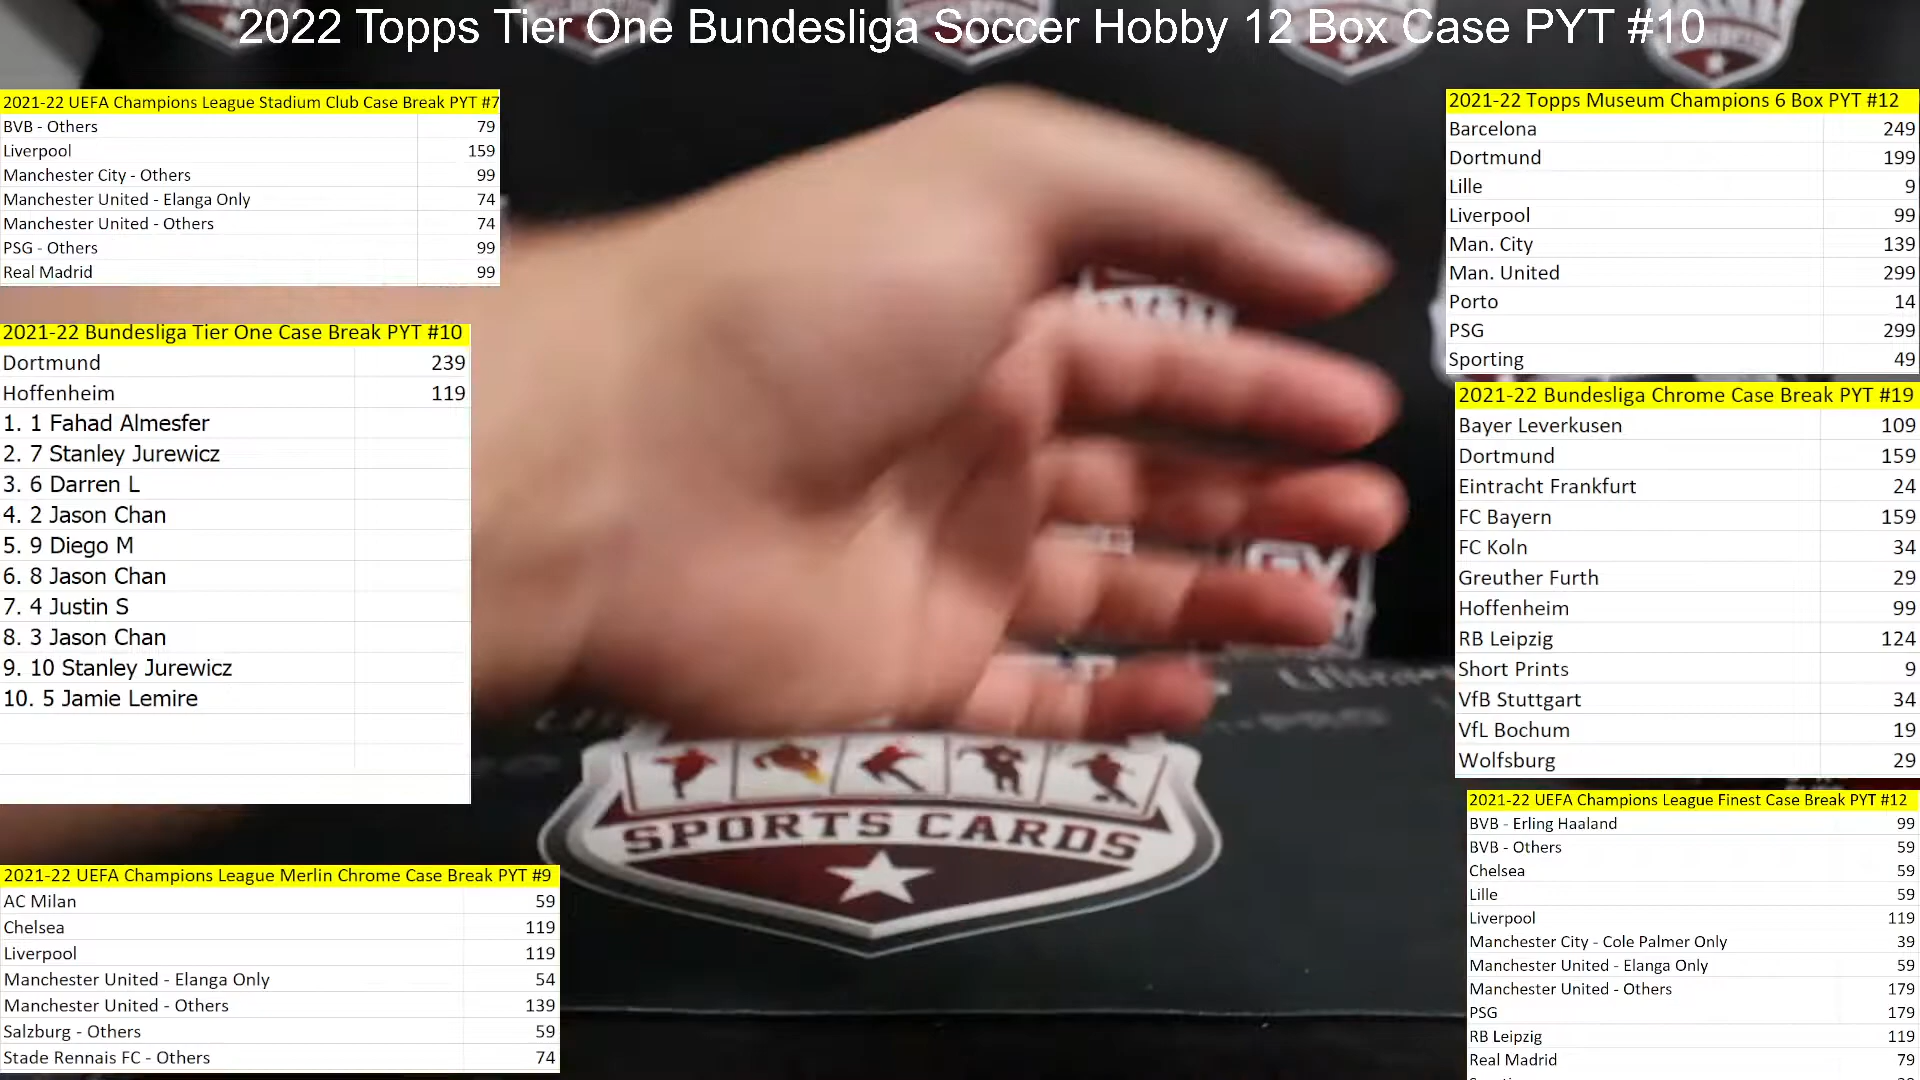 2022 Topps Tier One Bundesliga Soccer Hobby 12 Box Case PYT #10
2021-22 UEFA Champions League Stadium Club Case Break PYT #7
BVB - Others 79
Liverpool 159
Manchester City - Others 99
Manchester United - Elanga Only 74
Manchester United - Others 74
PSG - Others 99
Real Madrid 99
2021-22 Bundesliga Tier One Case Break PYT #10
Dortmund 239
Hoffenheim 119
1. 1 Fahad Almesfer
2. 7 Stanley Jurewicz
3. 6 Darren L
4. 2 Jason Chan
5. 9 Diego M
6. 8 Jason Chan
7. 4 Justin S
8. 3 Jason Chan
9. 10 Stanley Jurewicz
10. 5 Jamie Lemire
2021-22 UEFA Champions League Merlin Chrome Case Break PYT #9
AC Milan 59
Chelsea 119
Liverpool 119
Manchester United - Elanga Only 54
Manchester United - Others 139
Salzburg - Others 59
Stade Rennais FC - Others 74
SPORTS CARDS
2021-22 Topps Museum Champions 6 Box PYT #12
Barcelona 249
Dortmund 199
Lille 9
Liverpool 99
Man. City 139
Man. United 299
Porto 14
PSG 299
Sporting 49
2021-22 Bundesliga Chrome Case Break PYT #19
Bayer Leverkusen 109
Dortmund 159
Eintracht Frankfurt 24
FC Bayern 159
FC Koln 34
Greuther Furth 29
Hoffenheim 99
RB Leipzig 124
Short Prints 9
VfB Stuttgart 34
VfL Bochum 19
Wolfsburg 29
2021-22 UEFA Champions League Finest Case Break PYT #12
BVB - Erling Haaland 99
BVB - Others 59
Chelsea 59
Lille 59
Liverpool 119
Manchester City - Cole Palmer Only 39
Manchester United - Elanga Only 59
Manchester United - Others 179
PSG 179
RB Leipzig 119
Real Madrid 79